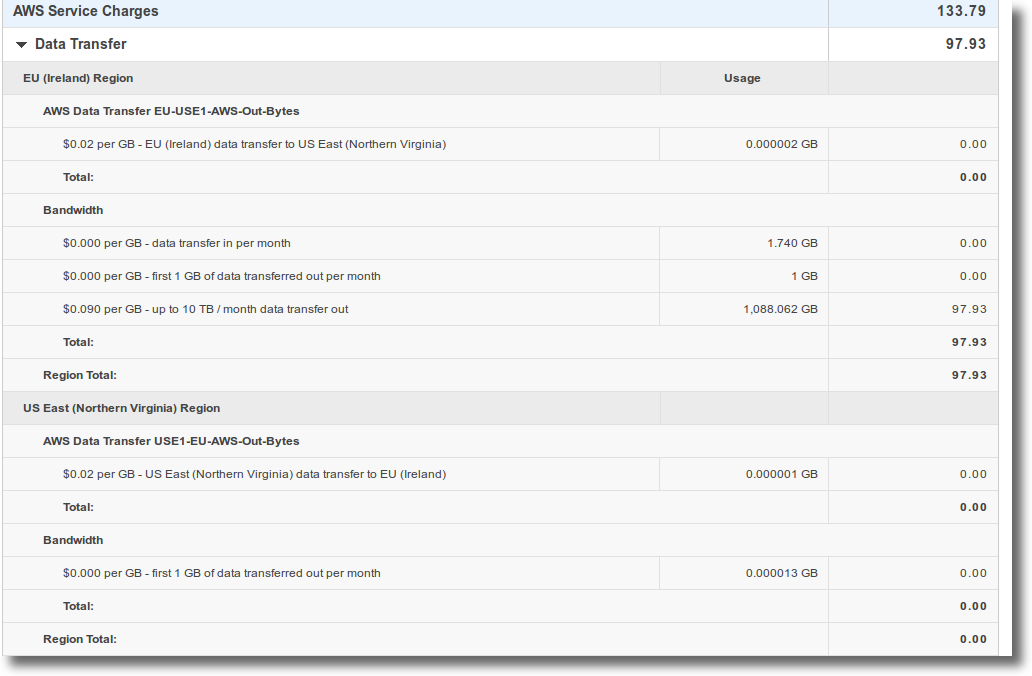 AWS Service Charges 133.79
Data Transfer 97.93
EU (Ireland) Region Usage
AWS Data Transfer EU-USE1-AWS-Out-Bytes
$0.02 per GB - EU (Ireland) data transfer to US East (Northern Virginia) 0.000002 GB 0.00
Total: 0.00
Bandwidth
$0.000 per GB - data transfer in per month 1.740 GB 0.00
$0.000 per GB - first 1 GB of data transferred out per month 1 GB 0.00
$0.090 per GB - up to 10 TB / month data transfer out 1,088.062 GB 97.93
Total: 97.93
Region Total: 97.93
US East (Northern Virginia) Region
AWS Data Transfer USE1-EU-AWS-Out-Bytes
$0.02 per GB - US East (Northern Virginia) data transfer to EU (Ireland) 0.000001 GB 0.00
Total: 0.00
Bandwidth
$0.000 per GB - first 1 GB of data transferred out per month 0.000013 GB 0.00
Total: 0.00
Region Total: 0.00